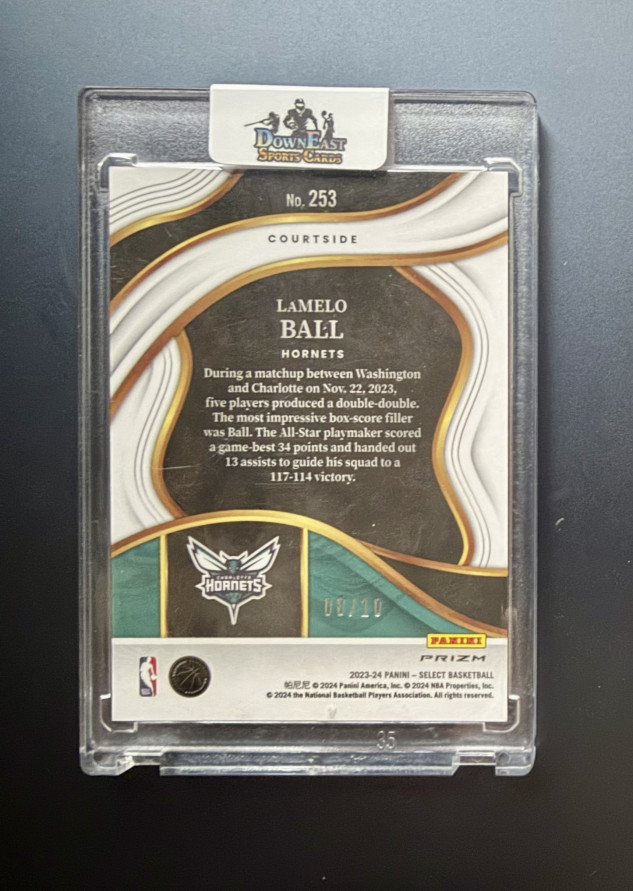 DOWNEAST
SPORTS CARDS
No. 253
COURTSIDE
LAMELO
BALL
HORNETS
During a matchup between Washington
and Charlotte on Nov. 22, 2023,
five players produced a double-double.
The most impressive box-score filler
was Ball. The All-Star playmaker scored
a game-best 34 points and handed out
13 assists to guide his squad to a
117-114 victory.
CHARLOTTE
HORNETS
PANINI
PRIZM
2023-24 PANINI – SELECT BASKETBALL
帕尼尼 © 2024 Panini America, Inc. © 2024 NBA Properties, Inc.
© 2024 the National Basketball Players Association. All rights reserved.
35